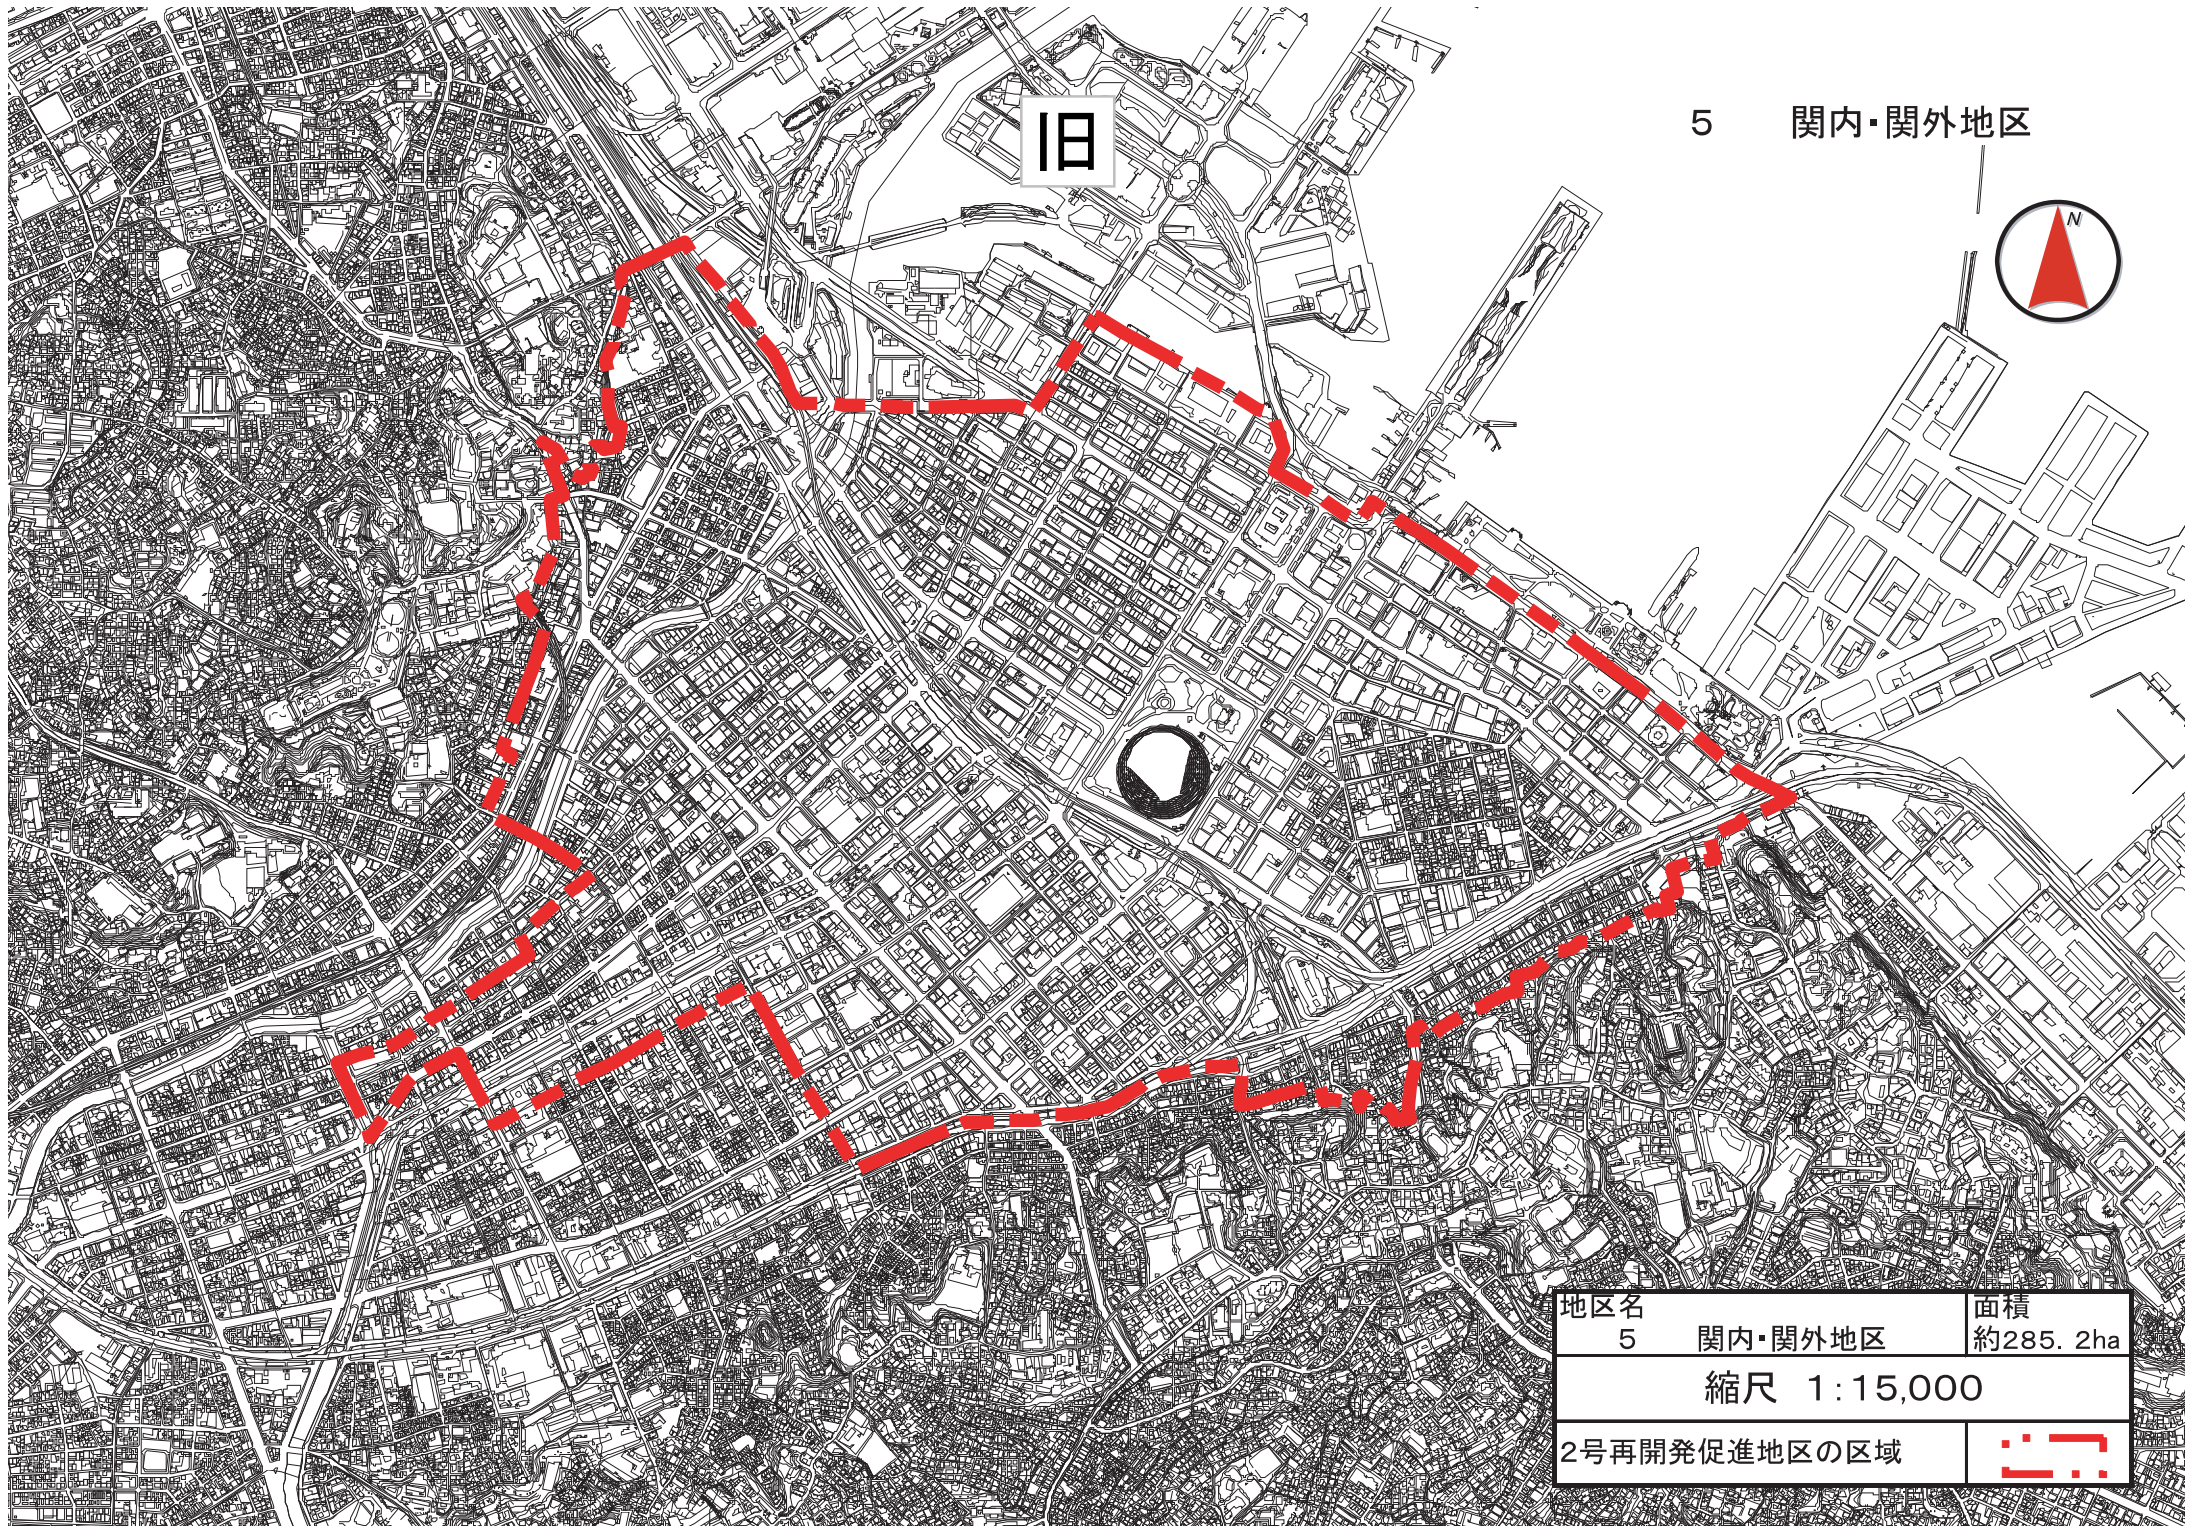 旧
5 関内・関外地区
N
地区名
5 関内・関外地区
面積
約285.2ha
縮尺 1:15,000
2号再開発促進地区の区域